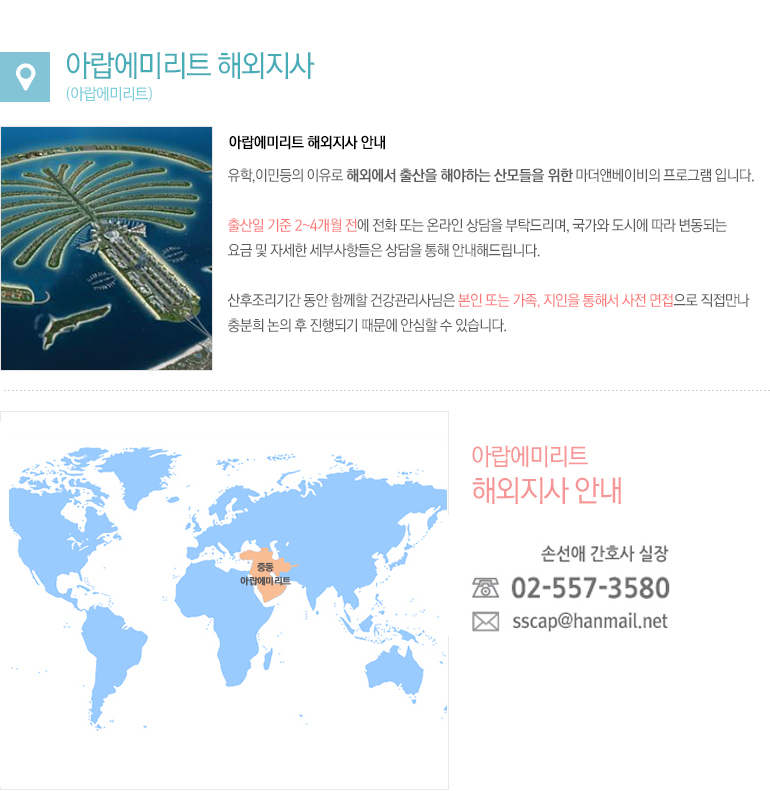 아랍에미리트 해외지사
(아랍에미리트)
아랍에미리트 해외지사 안내
유학,이민등의 이유로 해외에서 출산을 해야하는 산모들을 위한 마더앤베이비의 프로그램 입니다.
출산일 기준 2~4개월 전에 전화 또는 온라인 상담을 부탁드리며, 국가와 도시에 따라 변동되는
요금 및 자세한 세부사항들은 상담을 통해 안내해드립니다.
산후조리기간 동안 함께할 건강관리사님은 본인 또는 가족, 지인을 통해서 사전 면접으로 직접만나
충분희 논의 후 진행되기 때문에 안심할 수 있습니다.
중동
아랍에미리트
아랍에미리트
해외지사 안내
손선애 간호사 실장
02-557-3580
sscap@hanmail.net